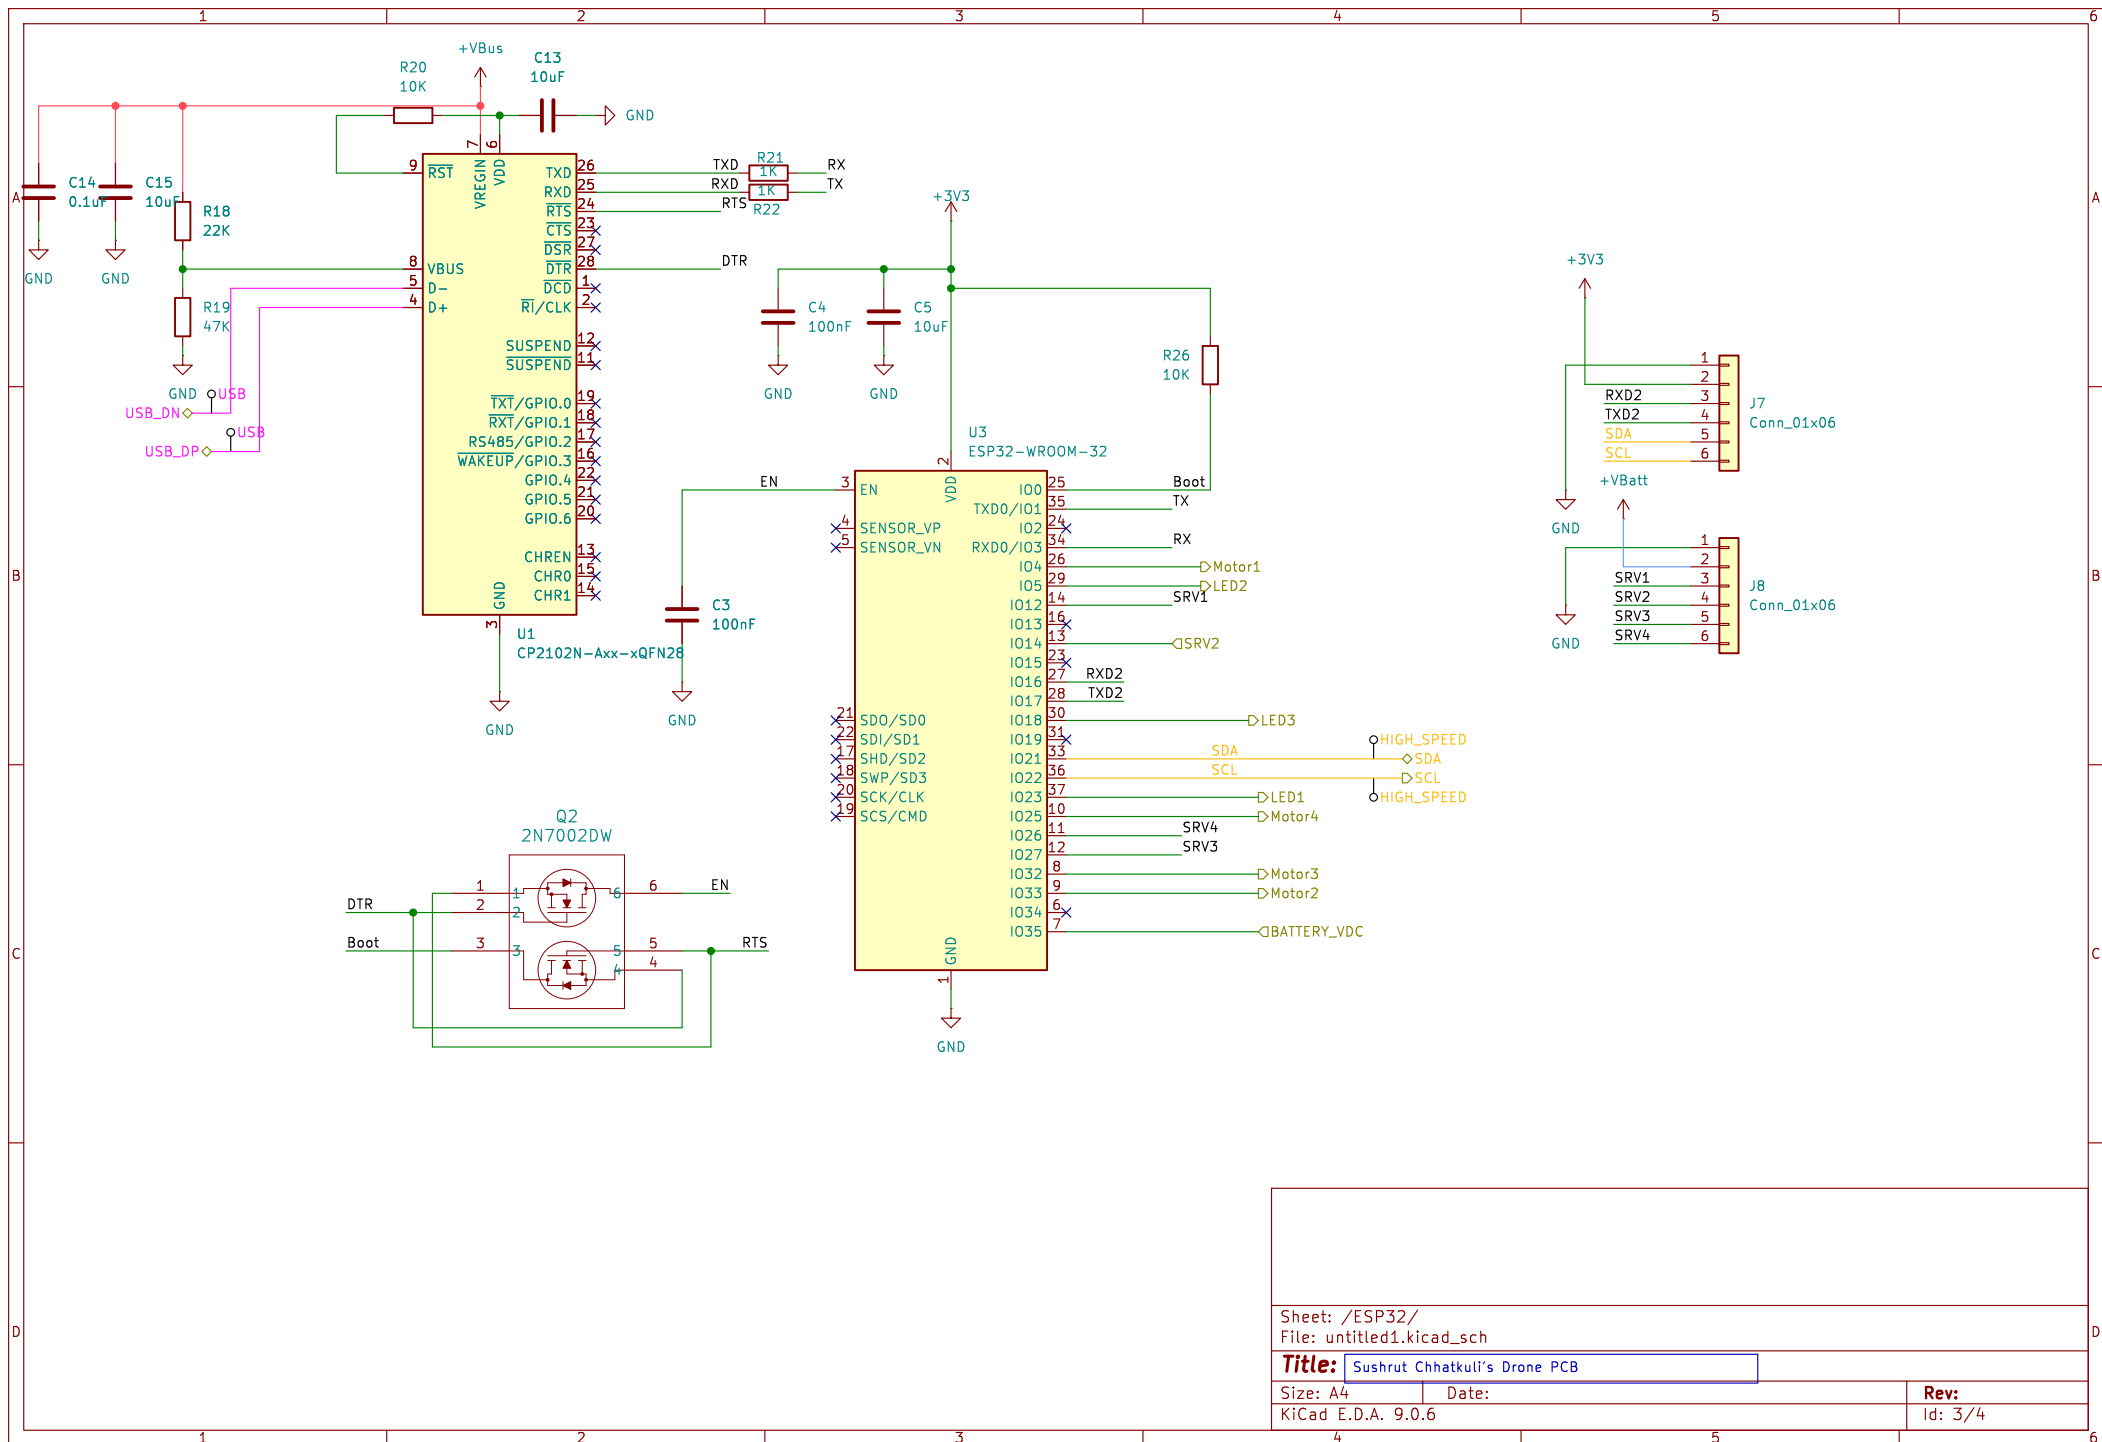 1 2 3 4 5 6
A
B
C
D
+VBus
R20
10K
C13
10uF
GND
C14
0.1uF
GND
C15
10uF
GND
R18
22K
R19
47K
GND
USB
USB_DN
USB
USB_DP
7 6
VREGIN VDD
9 RST
8 VBUS
5 D-
4 D+
TXD 26
RXD 25
RTS 24
CTS 23
DSR 27
DTR 28
DCD 1
RI/CLK 2
SUSPEND 12
SUSPEND 11
TXT/GPIO.0 19
RXT/GPIO.1 18
RS485/GPIO.2 17
WAKEUP/GPIO.3 16
GPIO.4 22
GPIO.5 21
GPIO.6 20
CHREN 13
CHR0 15
CHR1 14
GND
3
U1
CP2102N-Axx-xQFN28
GND
TXD R21 1K RX
RXD 1K TX
R22
RTS
DTR
+3V3
C4
100nF
GND
C5
10uF
GND
R26
10K
U3
ESP32-WROOM-32
2
VDD
EN 3 EN
4 SENSOR_VP
5 SENSOR_VN
C3
100nF
GND
21 SDO/SD0
22 SDI/SD1
17 SHD/SD2
18 SWP/SD3
20 SCK/CLK
19 SCS/CMD
IO0 25 Boot
TXD0/IO1 35 TX
IO2 24
RXD0/IO3 34 RX
IO4 26 Motor1
IO5 29 LED2
IO12 14 SRV1
IO13 16
IO14 13 SRV2
IO15 23
IO16 27 RXD2
IO17 28 TXD2
IO18 30 LED3
IO19 31 HIGH_SPEED
IO21 33 SDA SDA
IO22 36 SCL SCL
IO23 37 LED1 HIGH_SPEED
IO25 10 Motor4
IO26 11 SRV4
IO27 12 SRV3
IO32 8 Motor3
IO33 9 Motor2
IO34 6
IO35 7 BATTERY_VDC
GND
1
GND
Q2
2N7002DW
1 1 6 6 EN
DTR 2 2
Boot 3 3 5 5 RTS
4 4
+3V3
1
2
RXD2 3
TXD2 4
SDA 5
SCL 6
J7
Conn_01x06
GND
+VBatt
1
2
SRV1 3
SRV2 4
SRV3 5
SRV4 6
J8
Conn_01x06
GND
A
B
C
D
Sheet: /ESP32/
File: untitled1.kicad_sch
Title: Sushrut Chhatkuli's Drone PCB
Size: A4 Date: Rev:
KiCad E.D.A. 9.0.6 Id: 3/4
1 2 3 4 5 6